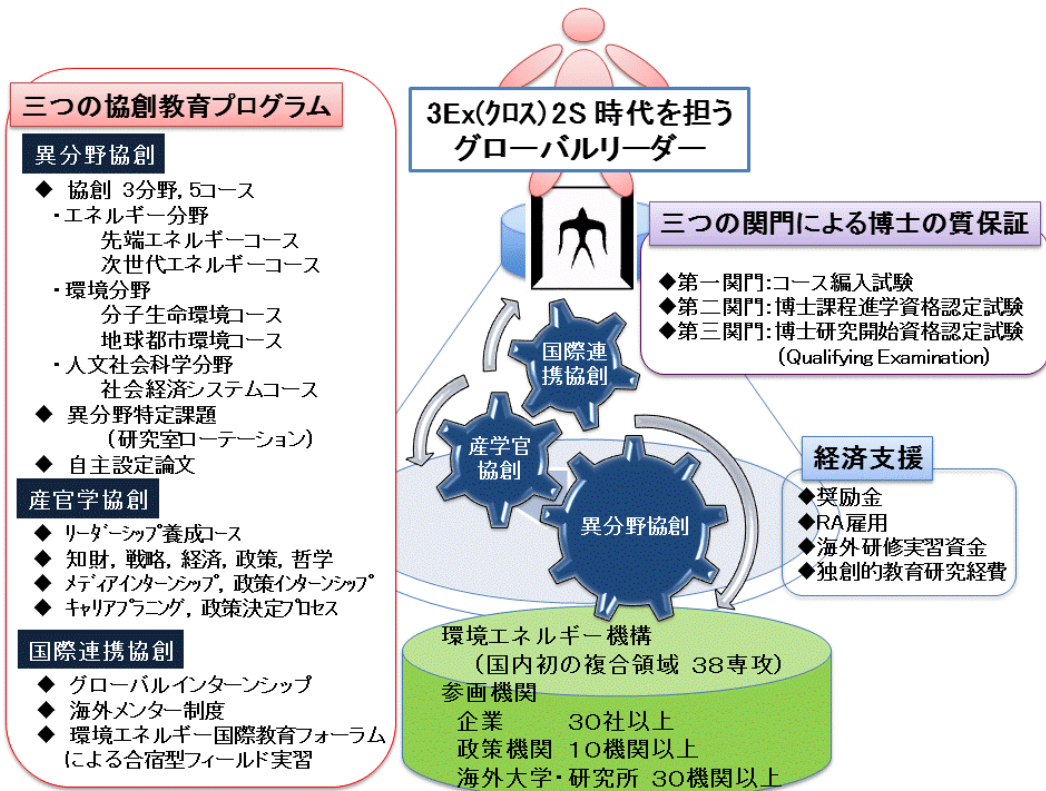 三つの協創教育プログラム
異分野協創
◆ 協創 3分野, 5コース
・エネルギー分野
先端エネルギーコース
次世代エネルギーコース
・環境分野
分子生命環境コース
地球都市環境コース
・人文社会科学分野
社会経済システムコース
◆ 異分野特定課題
(研究室ローテーション)
◆ 自主設定論文
産官学協創
◆ ﾘｰﾀﾞｰｼｯﾌﾟ養成コース
◆ 知財, 戦略, 経済, 政策, 哲学
◆ ﾒﾃﾞｨｱｲﾝﾀｰﾝｼｯﾌﾟ, 政策ｲﾝﾀｰﾝｼｯﾌﾟ
◆ ｷｬﾘｱﾌﾟﾗﾆﾝｸﾞ, 政策決定ﾌﾟﾛｾｽ
国際連携協創
◆ グローバルインターンシップ
◆ 海外メンター制度
◆ 環境エネルギー国際教育フォーラム
による合宿型フィールド実習
3Ex(ｸﾛｽ) 2S 時代を担う
グローバルリーダー
三つの関門による博士の質保証
◆第一関門:コース編入試験
◆第二関門:博士課程進学資格認定試験
◆第三関門:博士研究開始資格認定試験
(Qualifying Examination)
国際連
携協創
産学官
協創
異分野協創
経済支援
◆奨励金
◆RA雇用
◆海外研修実習資金
◆独創的教育研究経費
環境エネルギー機構
(国内初の複合領域 38専攻)
参画機関
企業 30社以上
政策機関 10機関以上
海外大学・研究所 30機関以上